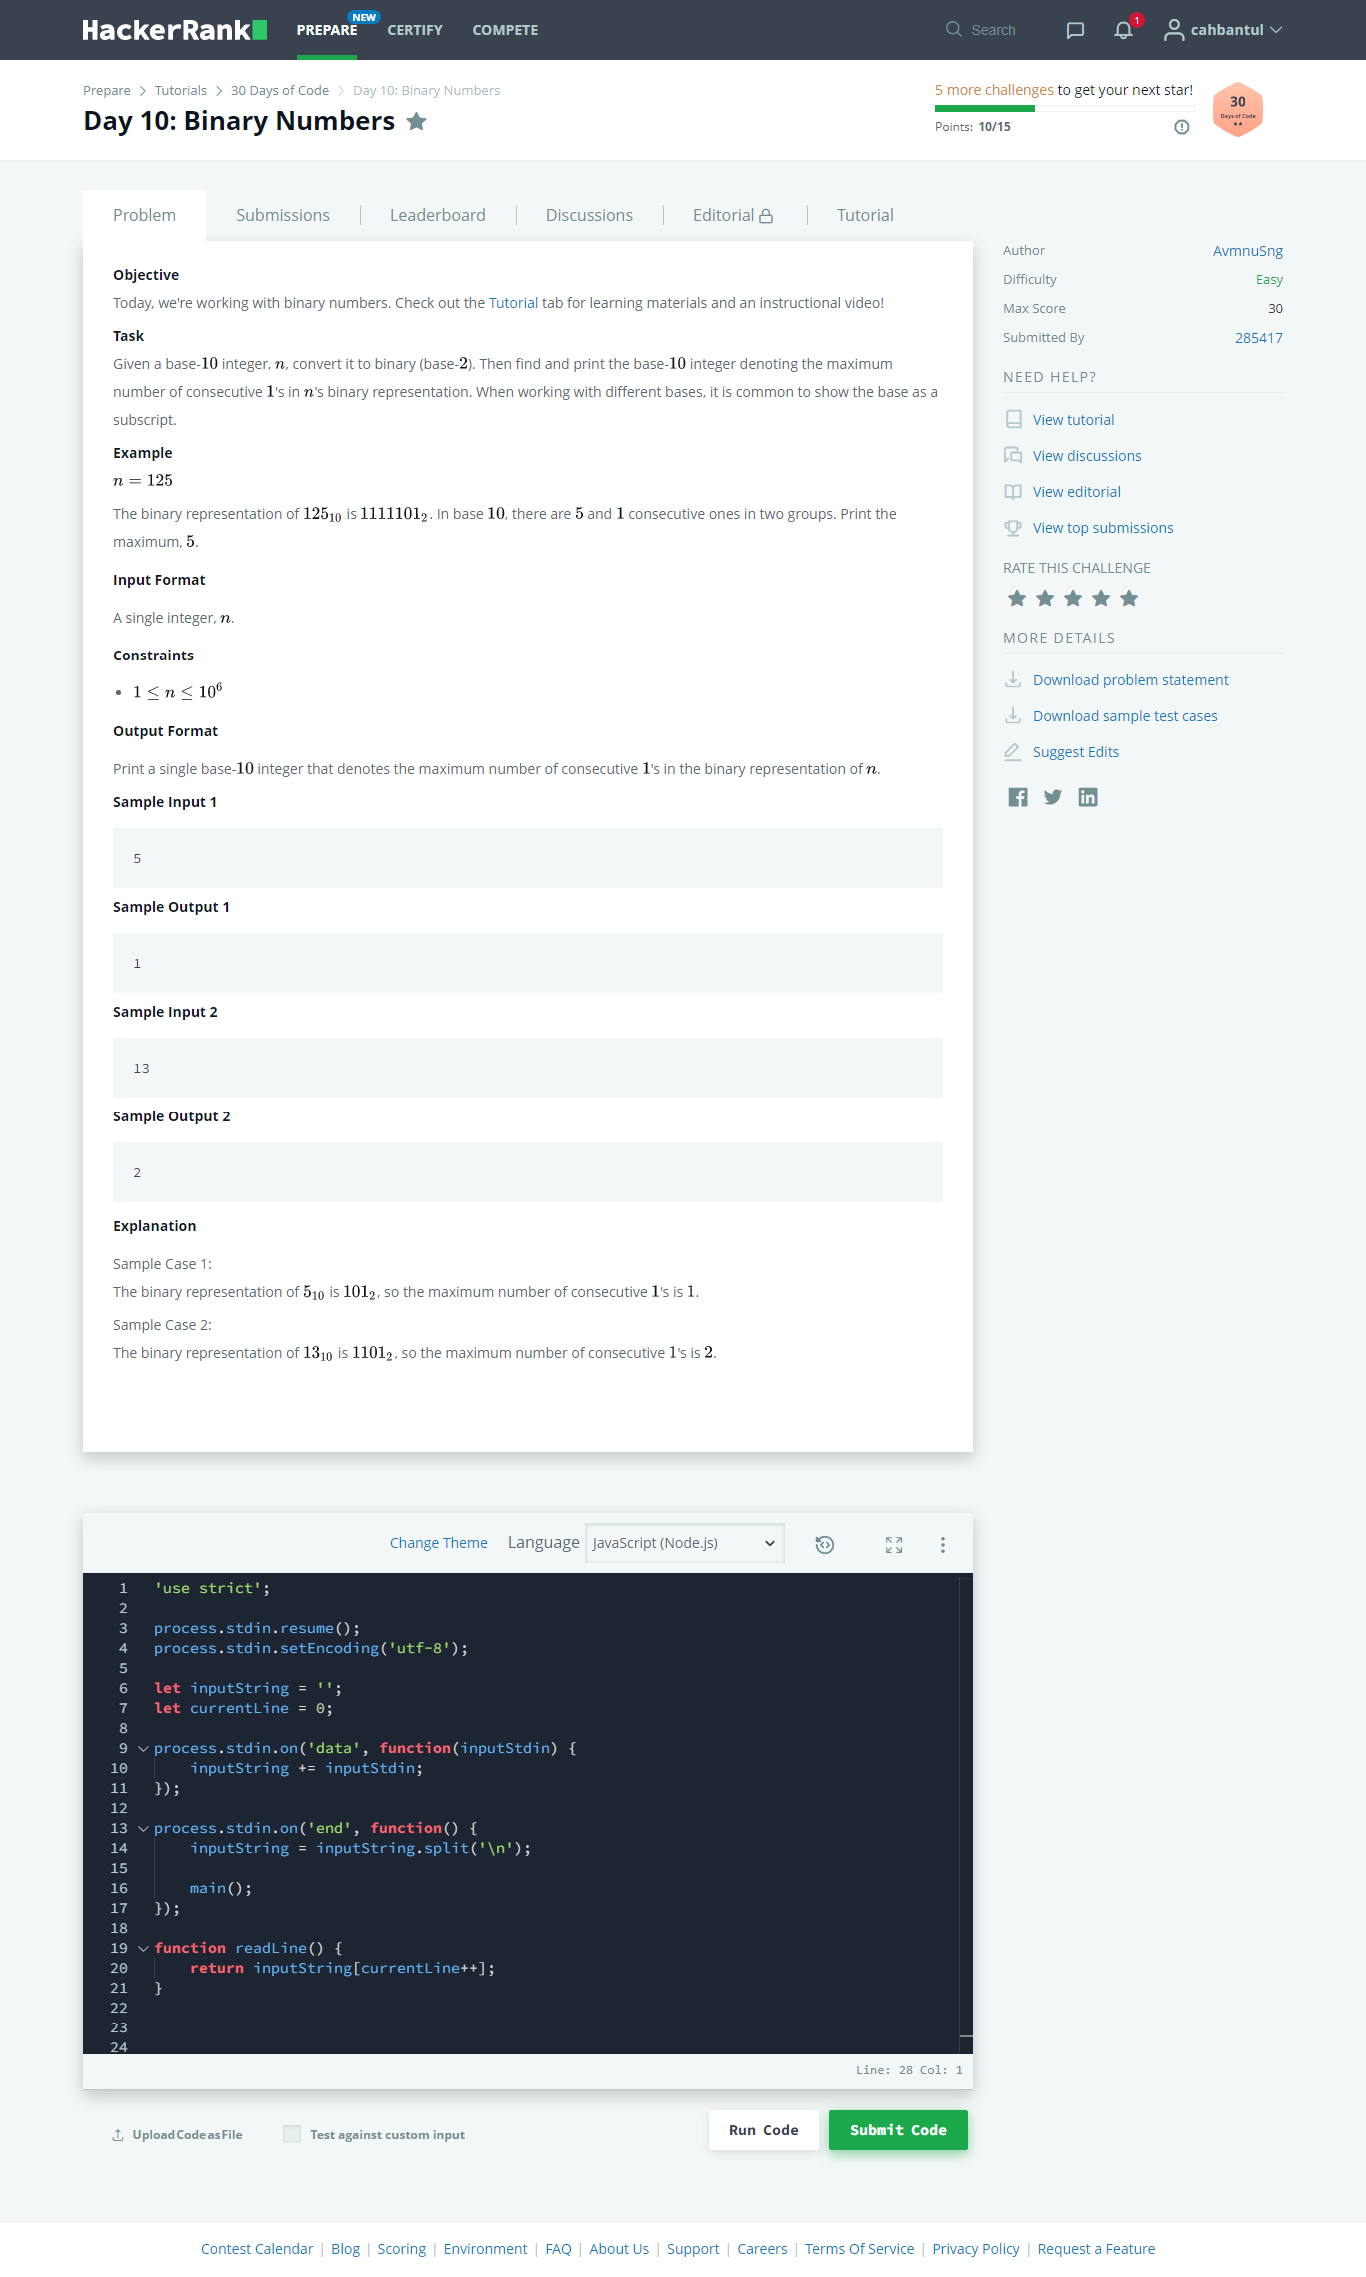 HackerRank
PREPARE
NEW
CERTIFY
COMPETE
Search
1
cahbantul
Prepare > Tutorials > 30 Days of Code > Day 10: Binary Numbers
Day 10: Binary Numbers
5 more challenges to get your next star!
Points: 10/15
30
Days of Code
Problem
Submissions
Leaderboard
Discussions
Editorial
Tutorial
Objective
Today, we're working with binary numbers. Check out the Tutorial tab for learning materials and an instructional video!
Task
Given a base-10 integer, n, convert it to binary (base-2). Then find and print the base-10 integer denoting the maximum
number of consecutive 1's in n's binary representation. When working with different bases, it is common to show the base as a
subscript.
Example
n = 125
The binary representation of 125₁₀ is 1111101₂. In base 10, there are 5 and 1 consecutive ones in two groups. Print the
maximum, 5.
Input Format
A single integer, n.
Constraints
• 1 ≤ n ≤ 10⁶
Output Format
Print a single base-10 integer that denotes the maximum number of consecutive 1's in the binary representation of n.
Sample Input 1
5
Sample Output 1
1
Sample Input 2
13
Sample Output 2
2
Explanation
Sample Case 1:
The binary representation of 5₁₀ is 101₂, so the maximum number of consecutive 1's is 1.
Sample Case 2:
The binary representation of 13₁₀ is 1101₂, so the maximum number of consecutive 1's is 2.
Author AvmnuSng
Difficulty Easy
Max Score 30
Submitted By 285417
NEED HELP?
View tutorial
View discussions
View editorial
View top submissions
RATE THIS CHALLENGE
MORE DETAILS
Download problem statement
Download sample test cases
Suggest Edits
Change Theme
Language
JavaScript (Node.js)
1 'use strict';
2
3 process.stdin.resume();
4 process.stdin.setEncoding('utf-8');
5
6 let inputString = '';
7 let currentLine = 0;
8
9 process.stdin.on('data', function(inputStdin) {
10     inputString += inputStdin;
11 });
12
13 process.stdin.on('end', function() {
14     inputString = inputString.split('\n');
15
16     main();
17 });
18
19 function readLine() {
20     return inputString[currentLine++];
21 }
22
23
24
Line: 28 Col: 1
Upload Code as File
Test against custom input
Run Code
Submit Code
Contest Calendar | Blog | Scoring | Environment | FAQ | About Us | Support | Careers | Terms Of Service | Privacy Policy | Request a Feature